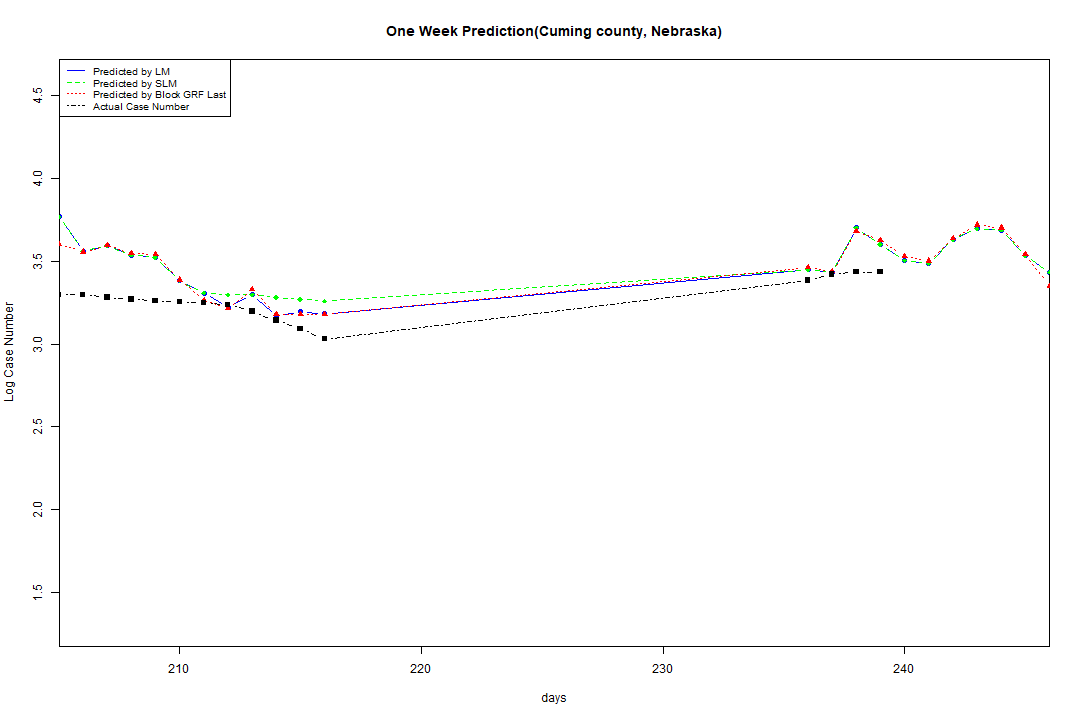 One Week Prediction(Cuming county, Nebraska)
Predicted by LM
Predicted by SLM
Predicted by Block GRF Last
Actual Case Number
4.5
4.0
3.5
3.0
2.5
2.0
1.5
Log Case Number
210
220
230
240
days